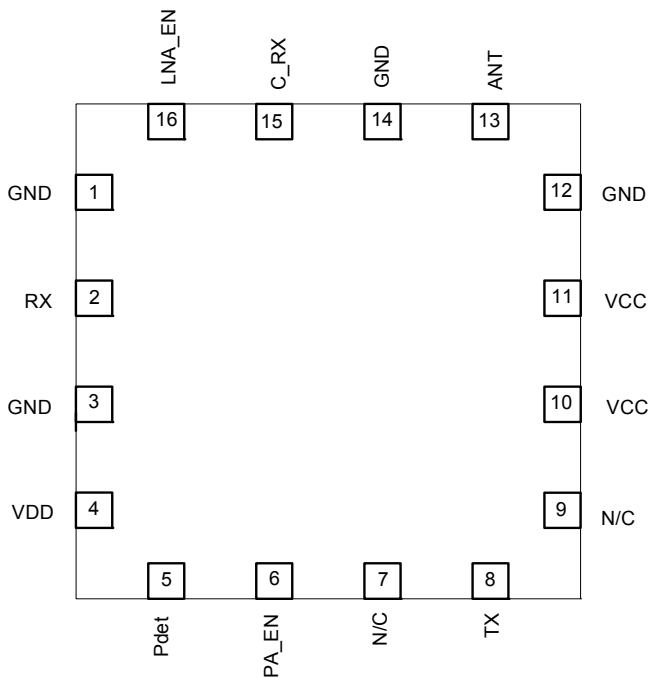 LNA_EN
C_RX
GND
ANT
16
15
14
13
GND
1
12
GND
RX
2
11
VCC
GND
3
10
VCC
VDD
4
9
N/C
5
6
7
8
Pdet
PA_EN
N/C
TX